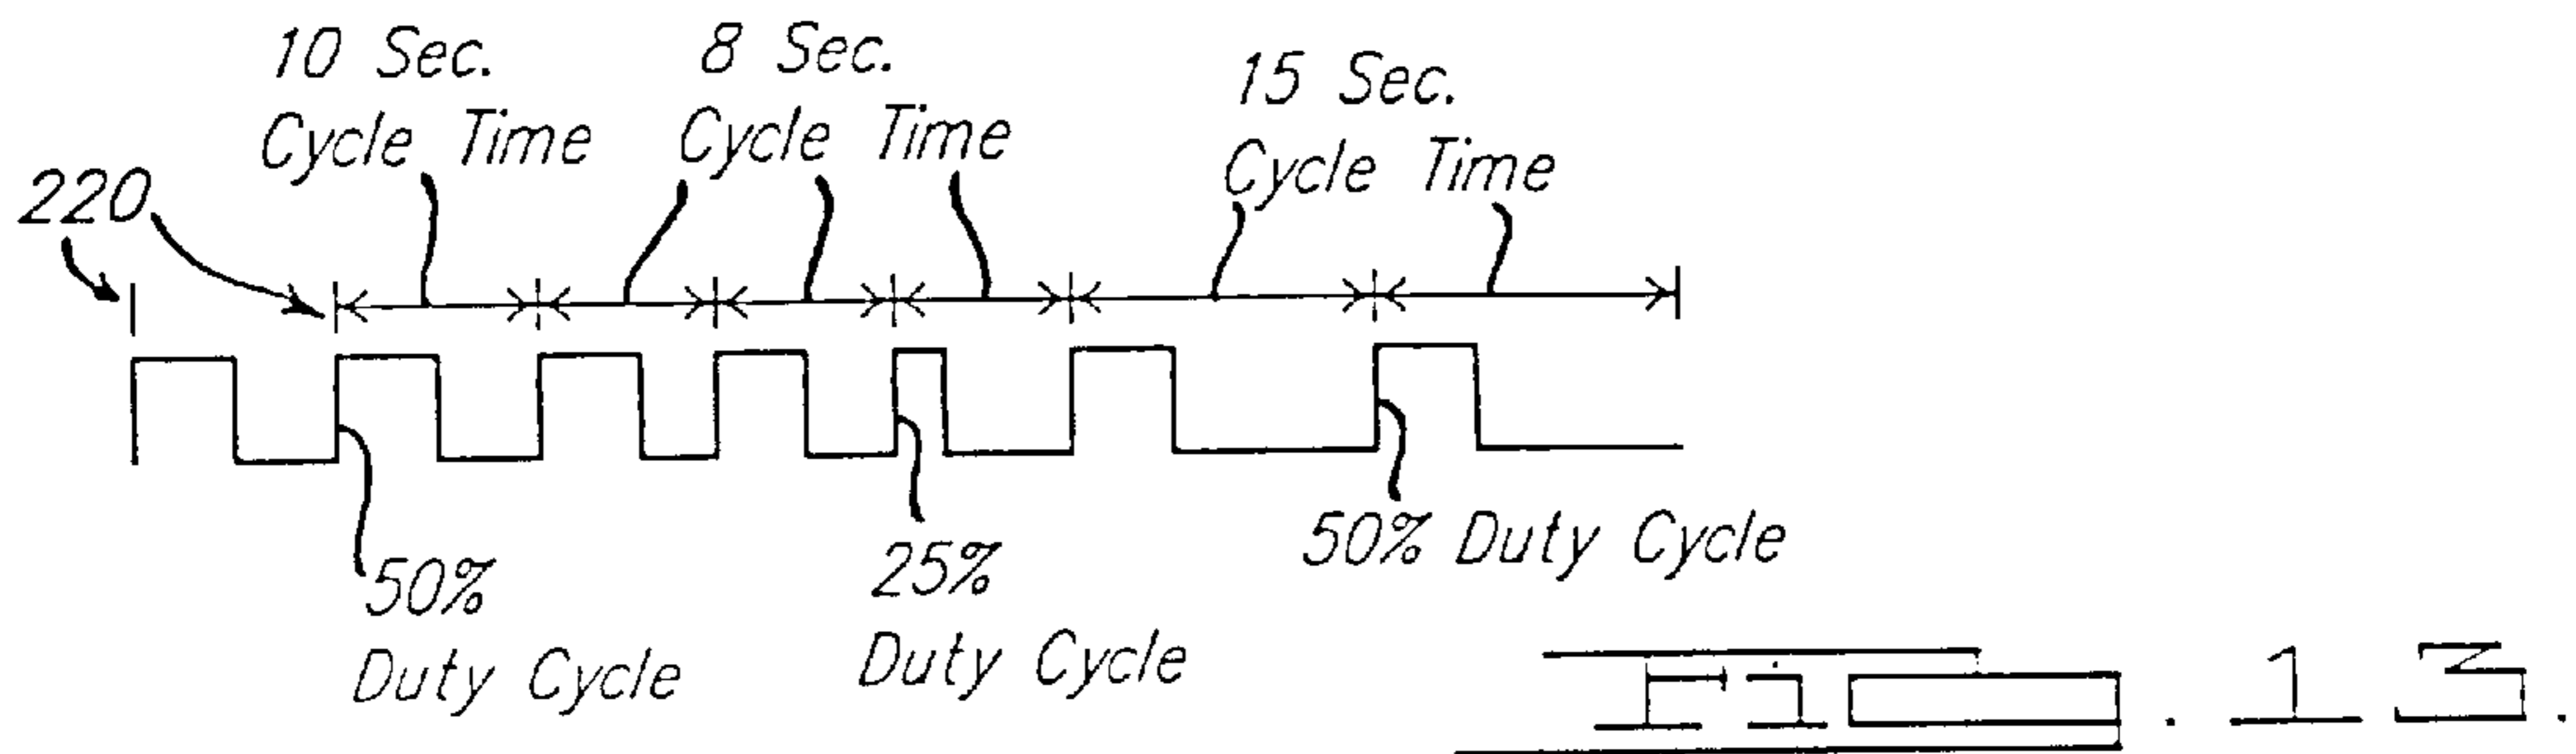 10 Sec.
Cycle Time
8 Sec.
Cycle Time
15 Sec.
Cycle Time
220
50%
Duty Cycle
25%
Duty Cycle
50% Duty Cycle
Fig. 13.